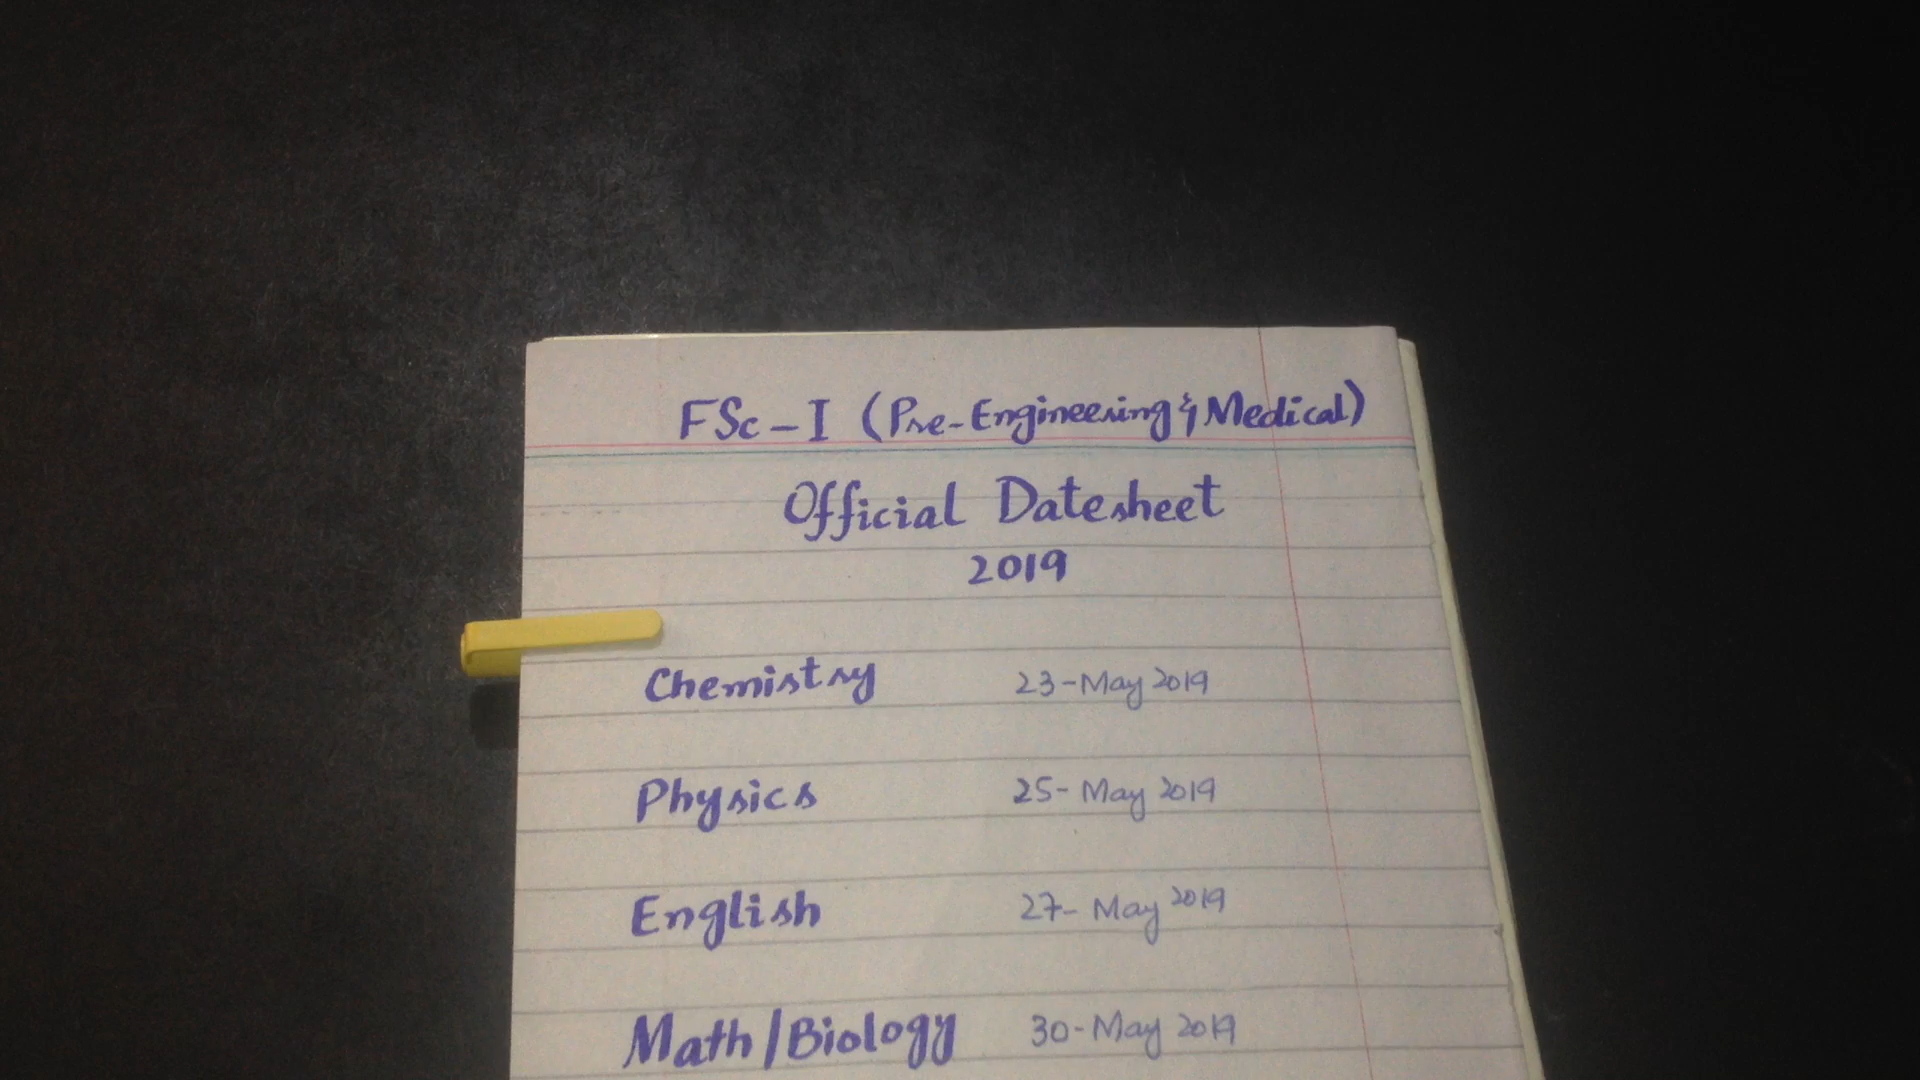 FSc-I (Pre-Engineering & Medical)
Official Datesheet
2019
Chemistry 23-May 2019
Physics 25-May 2019
English 27-May 2019
Math/Biology 30-May 2019